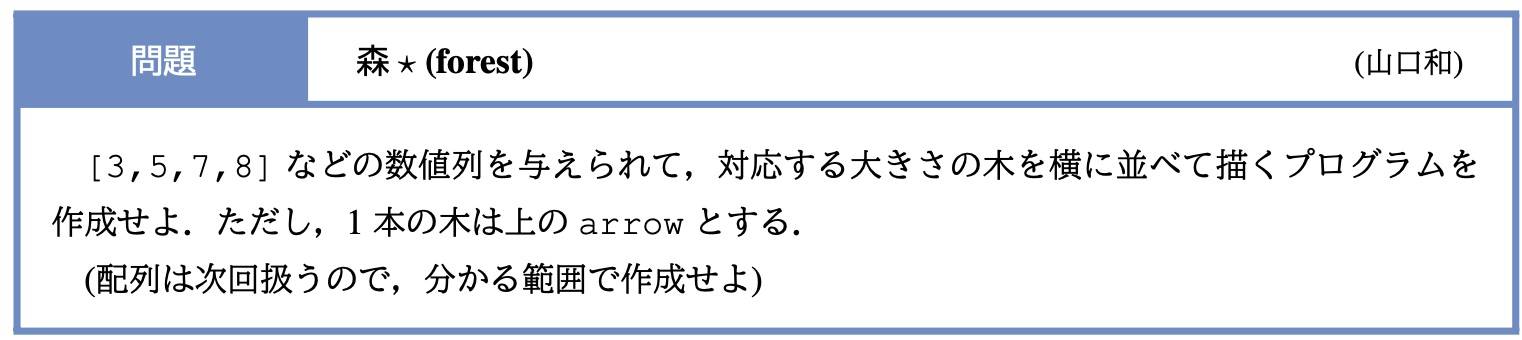 問題
森 ⋆ (forest)
(山口和)
[3,5,7,8] などの数値列を与えられて，対応する大きさの木を横に並べて描くプログラムを
作成せよ．ただし，1 本の木は上の arrow とする．
(配列は次回扱うので，分かる範囲で作成せよ)